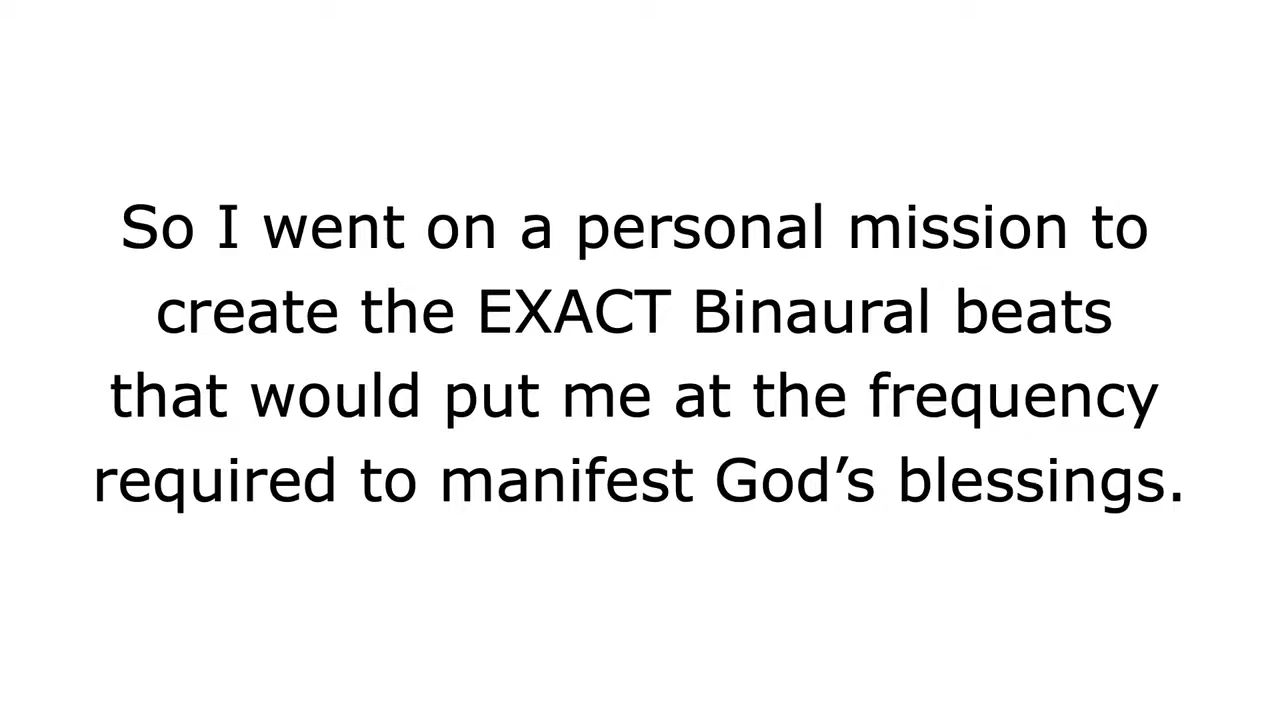 So I went on a personal mission to
create the EXACT Binaural beats
that would put me at the frequency
required to manifest God’s blessings.